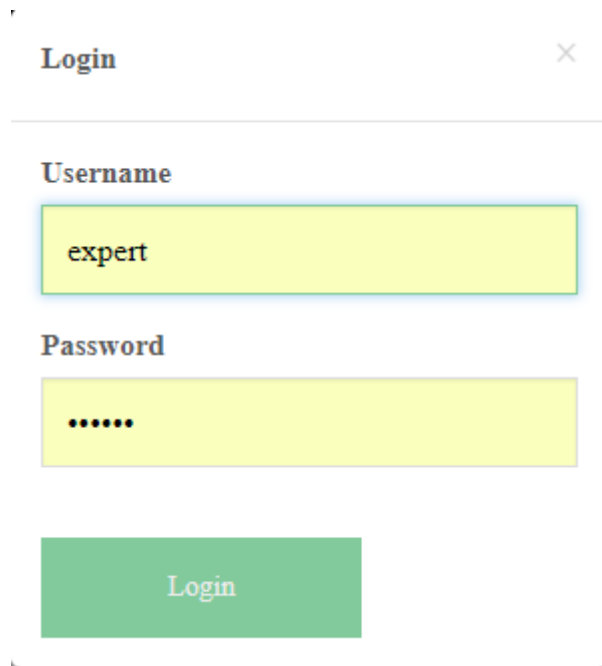 Login
×
Username
expert
Password
••••••
Login